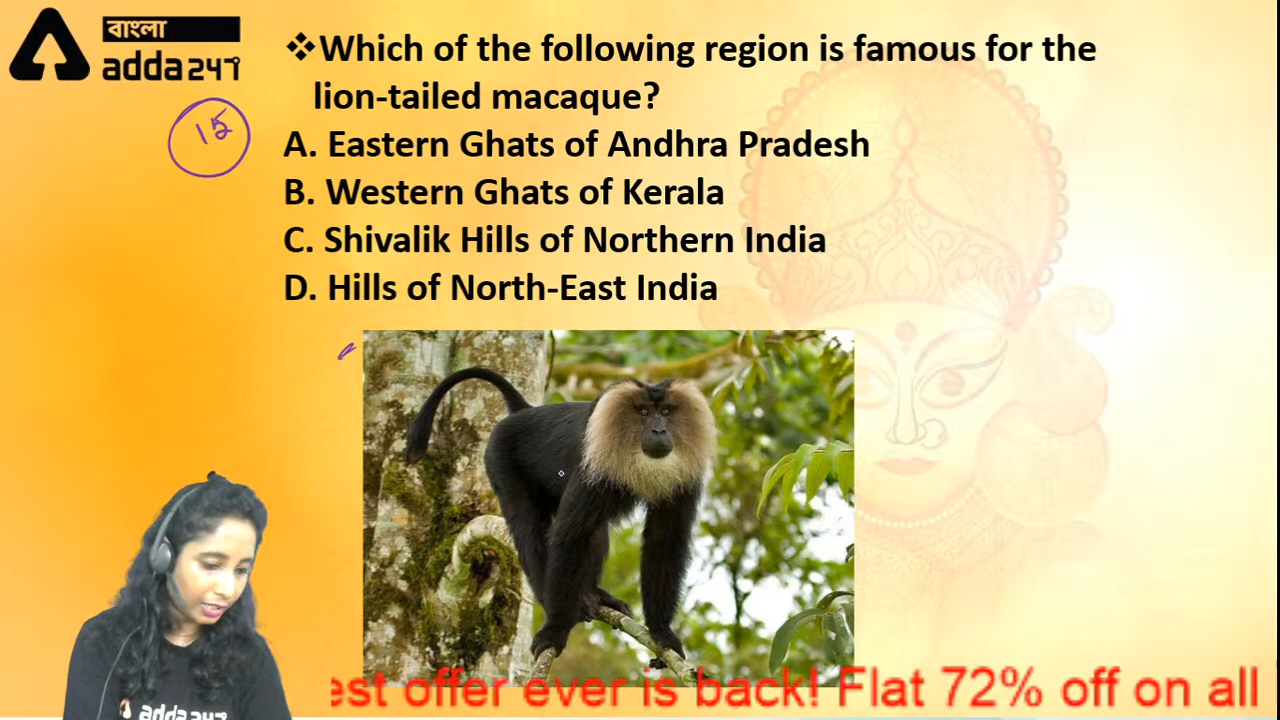 বাংলা
adda247
15
❖Which of the following region is famous for the
lion-tailed macaque?
A. Eastern Ghats of Andhra Pradesh
B. Western Ghats of Kerala
C. Shivalik Hills of Northern India
D. Hills of North-East India
est offer ever is back! Flat 72% off on all
adda247